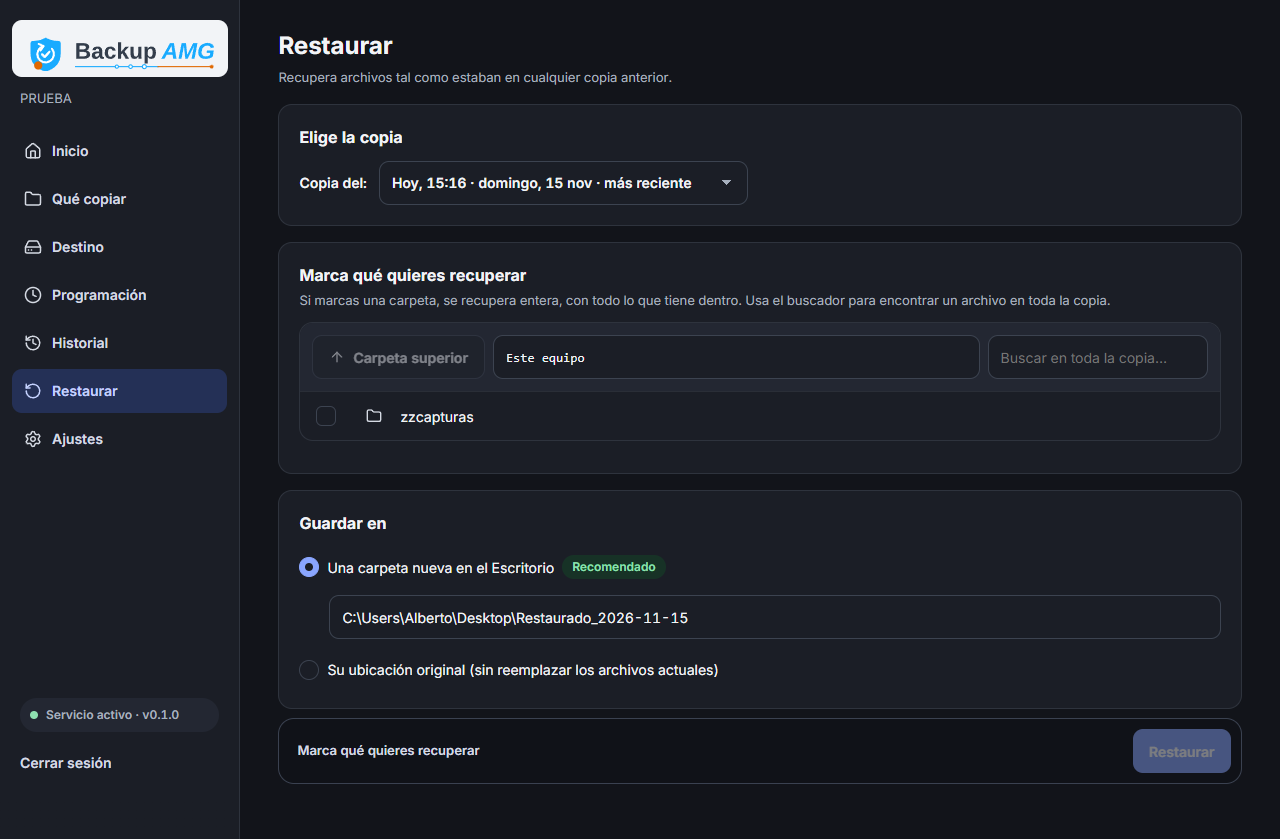 Backup AMG
PRUEBA
Inicio
Qué copiar
Destino
Programación
Historial
Restaurar
Ajustes
Servicio activo · v0.1.0
Cerrar sesión
Restaurar
Recupera archivos tal como estaban en cualquier copia anterior.
Elige la copia
Copia del: Hoy, 15:16 · domingo, 15 nov · más reciente
Marca qué quieres recuperar
Si marcas una carpeta, se recupera entera, con todo lo que tiene dentro. Usa el buscador para encontrar un archivo en toda la copia.
Carpeta superior Este equipo Buscar en toda la copia...
zzcapturas
Guardar en
Una carpeta nueva en el Escritorio Recomendado
C:\Users\Alberto\Desktop\Restaurado_2026-11-15
Su ubicación original (sin reemplazar los archivos actuales)
Marca qué quieres recuperar Restaurar